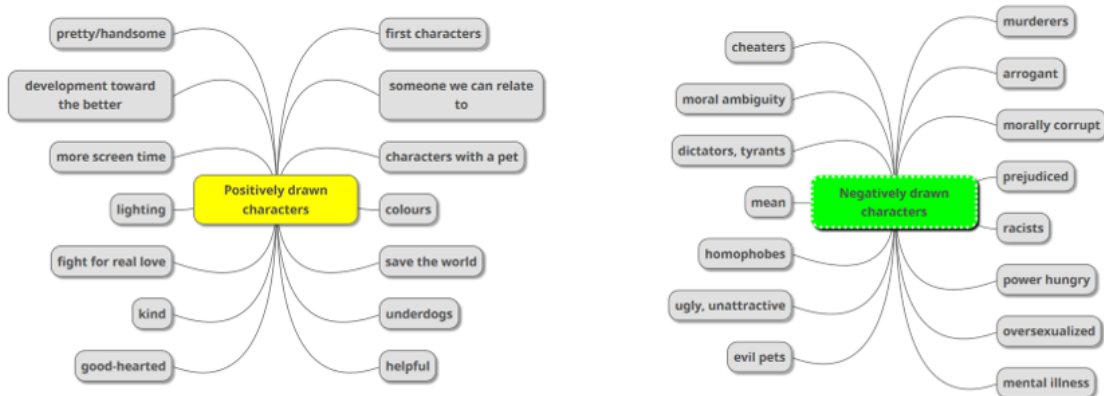 pretty/handsome
development toward
the better
more screen time
lighting
fight for real love
kind
good-hearted
Positively drawn
characters
first characters
someone we can relate
to
characters with a pet
colours
save the world
underdogs
helpful
cheaters
moral ambiguity
dictators, tyrants
mean
homophobes
ugly, unattractive
evil pets
Negatively drawn
characters
murderers
arrogant
morally corrupt
prejudiced
racists
power hungry
oversexualized
mental illness